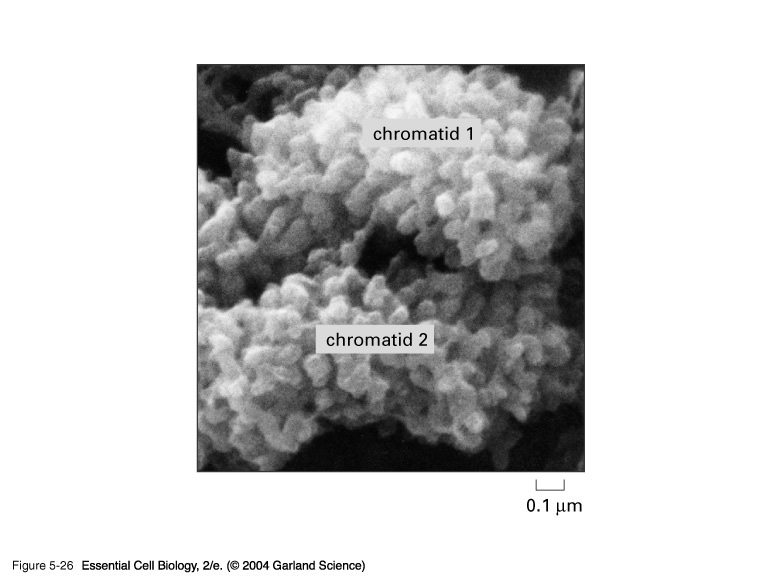 chromatid 1
chromatid 2
0.1 μm
Figure 5-26  Essential Cell Biology, 2/e. (© 2004 Garland Science)